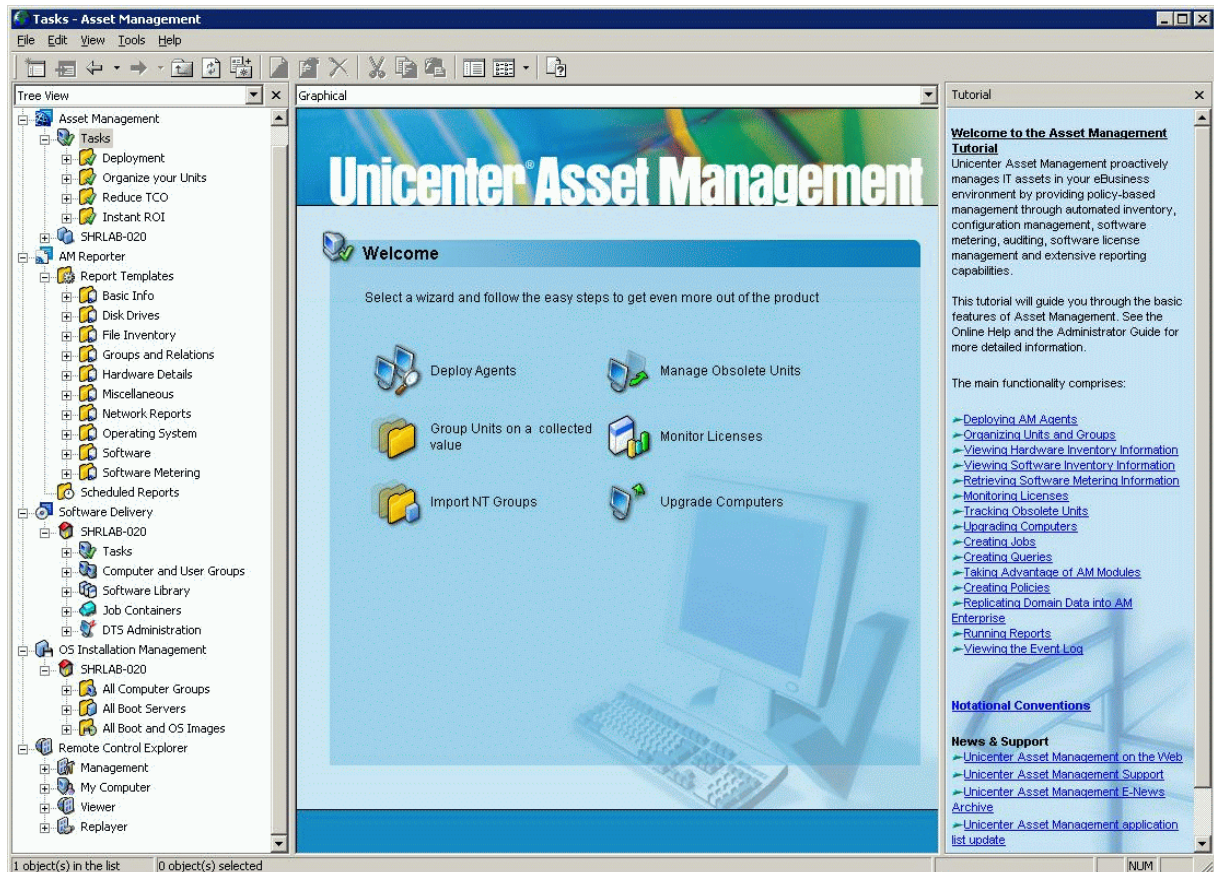 Tasks - Asset Management
File Edit View Tools Help
Tree View
Asset Management
Tasks
Deployment
Organize your Units
Reduce TCO
Instant ROI
SHRLAB-020
AM Reporter
Report Templates
Basic Info
Disk Drives
File Inventory
Groups and Relations
Hardware Details
Miscellaneous
Network Reports
Operating System
Software
Software Metering
Scheduled Reports
Software Delivery
SHRLAB-020
Tasks
Computer and User Groups
Software Library
Job Containers
DTS Administration
OS Installation Management
SHRLAB-020
All Computer Groups
All Boot Servers
All Boot and OS Images
Remote Control Explorer
Management
My Computer
Viewer
Replayer
Graphical
Unicenter® Asset Management
Welcome
Select a wizard and follow the easy steps to get even more out of the product
Deploy Agents
Manage Obsolete Units
Group Units on a collected
value
Monitor Licenses
Import NT Groups
Upgrade Computers
Tutorial
Welcome to the Asset Management
Tutorial
Unicenter Asset Management proactively
manages IT assets in your eBusiness
environment by providing policy-based
management through automated inventory,
configuration management, software
metering, auditing, software license
management and extensive reporting
capabilities.
This tutorial will guide you through the basic
features of Asset Management. See the
Online Help and the Administrator Guide for
more detailed information.
The main functionality comprises:
Deploying AM Agents
Organizing Units and Groups
Viewing Hardware Inventory Information
Viewing Software Inventory Information
Retrieving Software Metering Information
Monitoring Licenses
Tracking Obsolete Units
Upgrading Computers
Creating Jobs
Creating Queries
Taking Advantage of AM Modules
Creating Policies
Replicating Domain Data into AM
Enterprise
Running Reports
Viewing the Event Log
Notational Conventions
News & Support
Unicenter Asset Management on the Web
Unicenter Asset Management Support
Unicenter Asset Management E-News
Archive
Unicenter Asset Management application
list update
1 object(s) in the list
0 object(s) selected
NUM